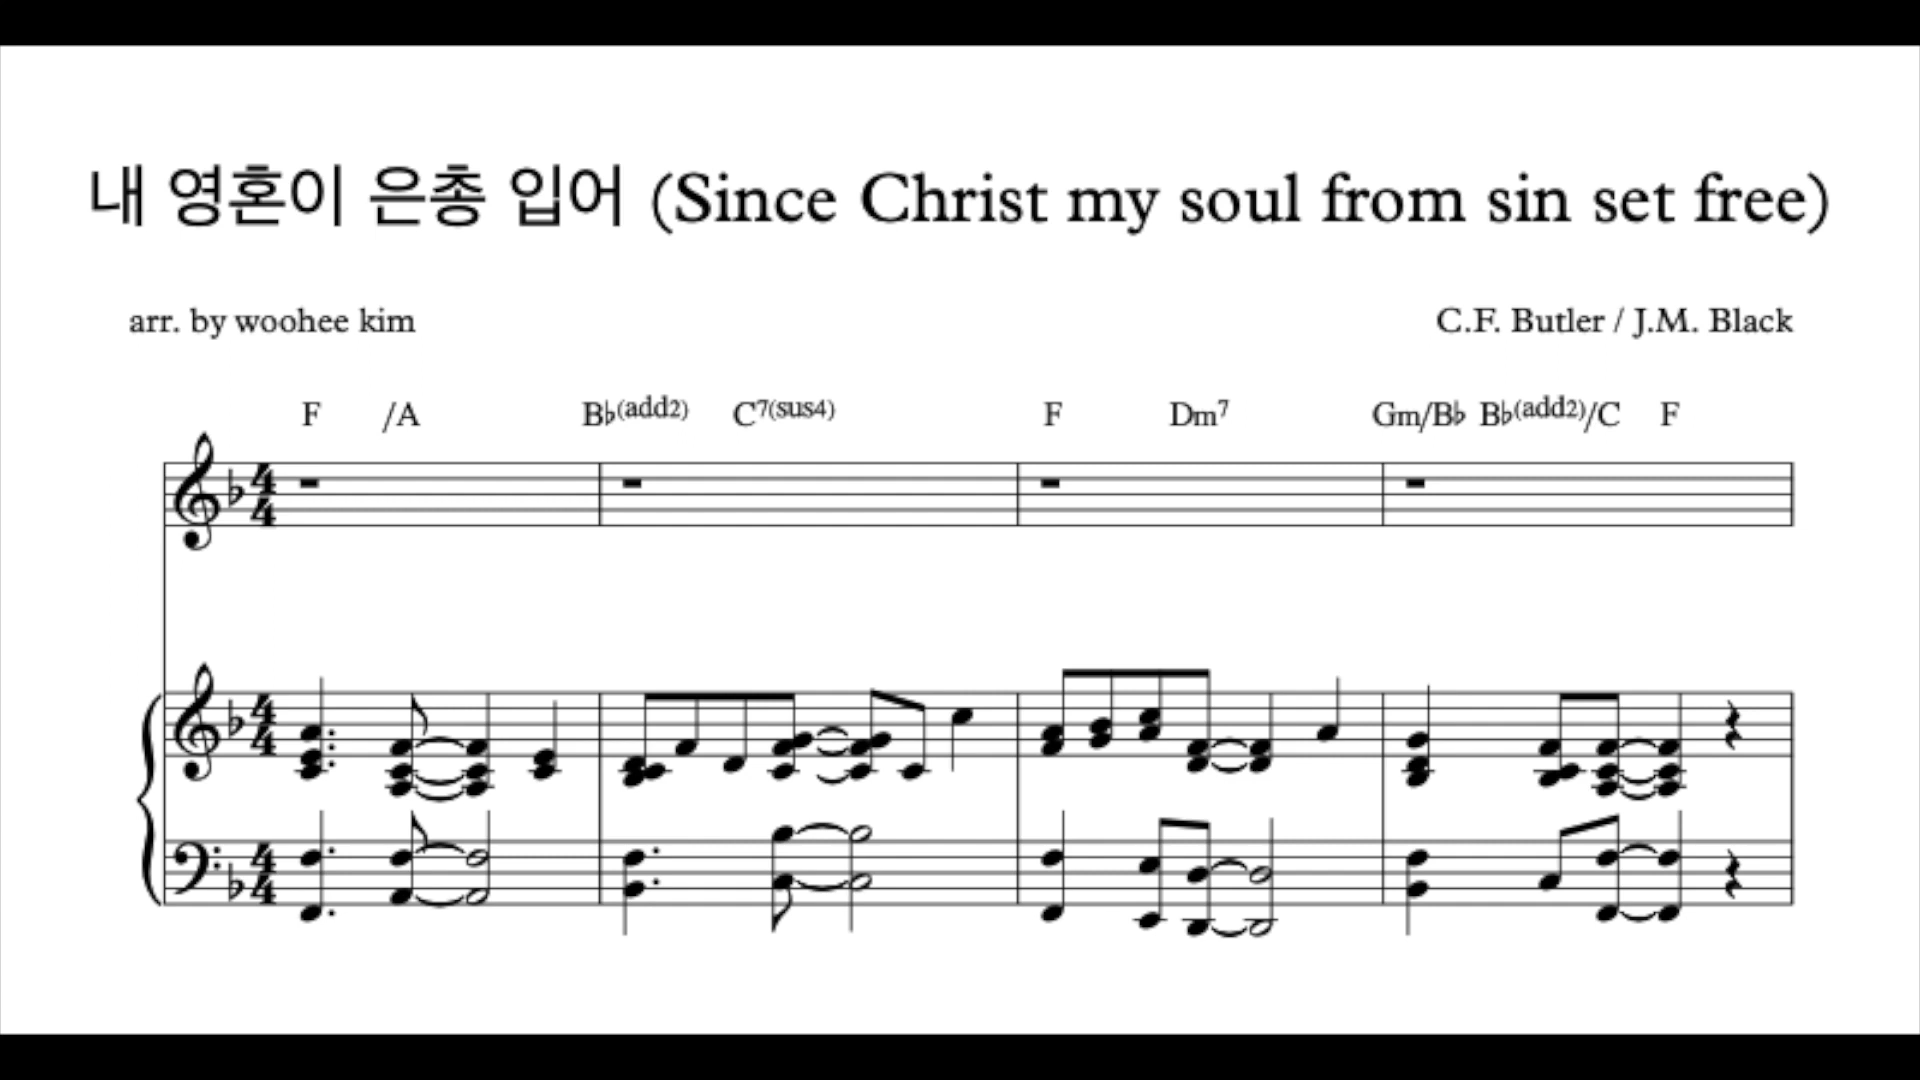 내 영혼이 은총 입어 (Since Christ my soul from sin set free)
arr. by woohee kim
C.F. Butler / J.M. Black
F /A B♭(add2) C7(sus4) F Dm7 Gm/B♭ B♭(add2)/C F